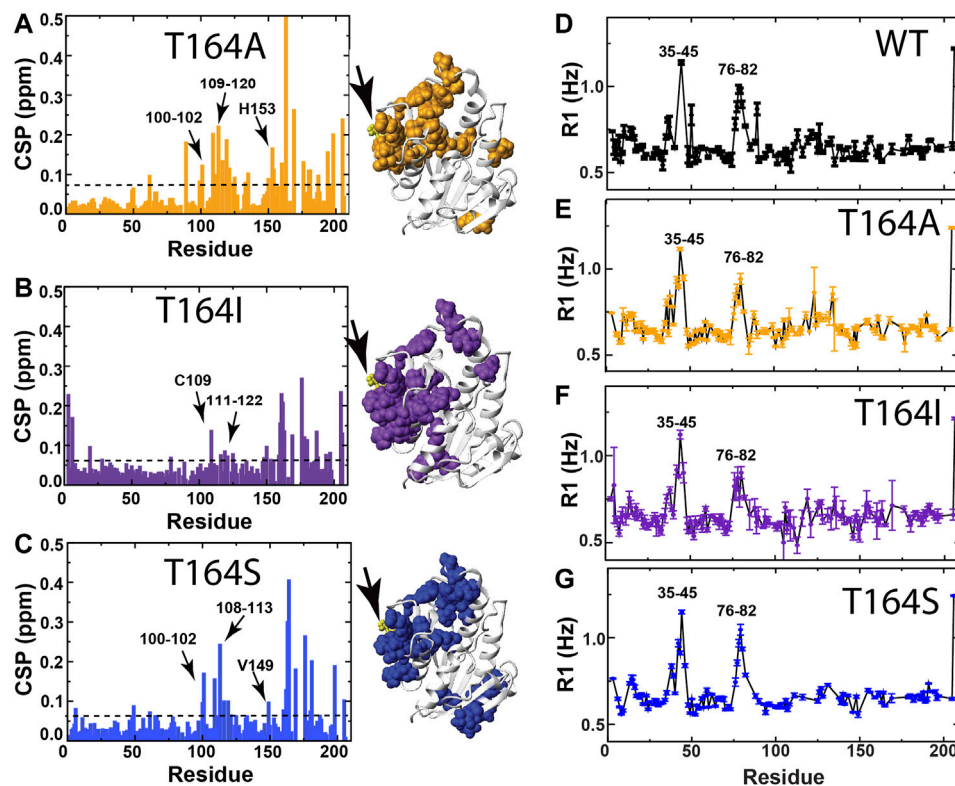 A
T164A
CSP (ppm)
0.5
0.4
0.3
0.2
0.1
0.0
109-120
100-102
H153
0
50
100
150
200
Residue
B
T164I
CSP (ppm)
0.5
0.4
0.3
0.2
0.1
0.0
C109
111-122
0
50
100
150
200
Residue
C
T164S
CSP (ppm)
0.5
0.4
0.3
0.2
0.1
0.0
108-113
100-102
V149
0
50
100
150
200
Residue
D
WT
R1 (Hz)
1.0
0.5
35-45
76-82
E
T164A
R1 (Hz)
1.0
0.5
35-45
76-82
F
T164I
R1 (Hz)
1.0
0.5
35-45
76-82
G
T164S
R1 (Hz)
1.0
0.5
35-45
76-82
0
50
100
150
200
Residue